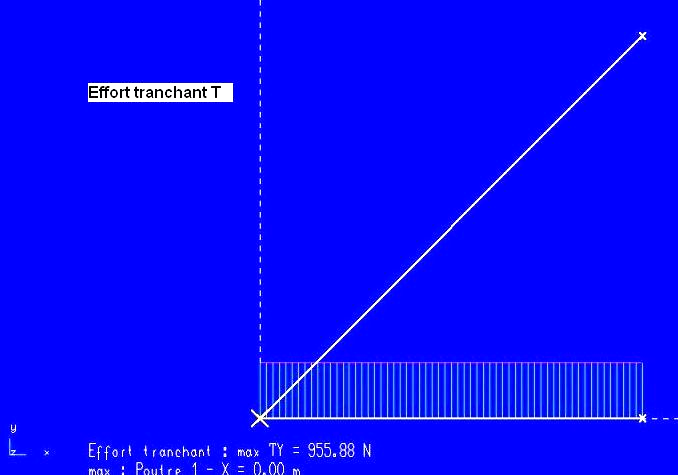 Effort tranchant T
y
z x
Effort tranchant : max TY = 955.88 N
max : Poutre 1 - X = 0.00 m